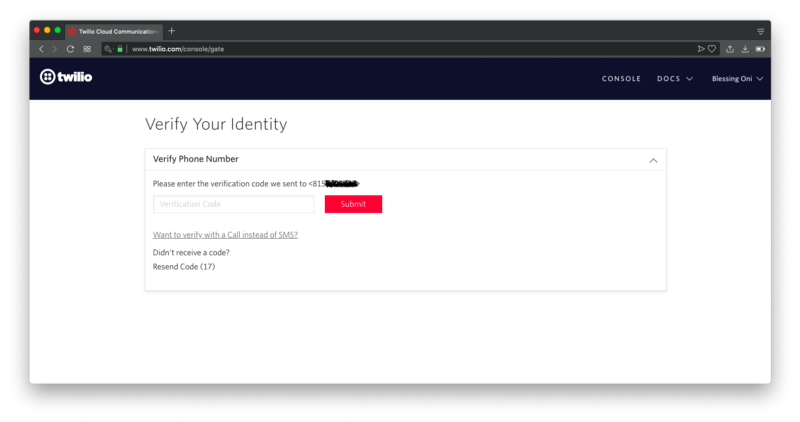 Twilio Cloud Communications
www.twilio.com/console/gate
twilio
CONSOLE DOCS Blessing Oni
Verify Your Identity
Verify Phone Number
Please enter the verification code we sent to <815
Verification Code Submit
Want to verify with a Call instead of SMS?
Didn't receive a code?
Resend Code (17)